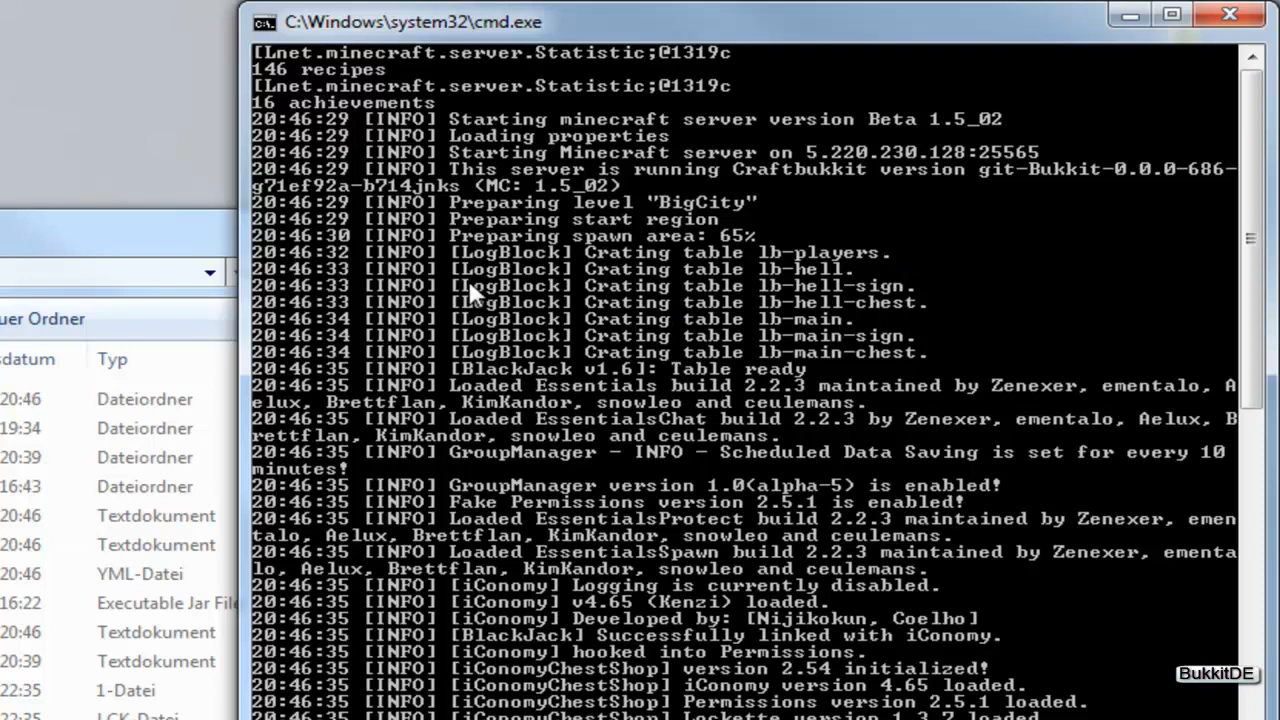 C:\Windows\system32\cmd.exe
[Lnet.minecraft.server.Statistic;@1319c
146 recipes
[Lnet.minecraft.server.Statistic;@1319c
16 achievements
20:46:29 [INFO] Starting minecraft server version Beta 1.5_02
20:46:29 [INFO] Loading properties
20:46:29 [INFO] Starting Minecraft server on 5.220.230.128:25565
20:46:29 [INFO] This server is running Craftbukkit version git-Bukkit-0.0.0-686-
g71ef92a-b714jnks (MC: 1.5_02)
20:46:29 [INFO] Preparing level "BigCity"
20:46:29 [INFO] Preparing start region
20:46:30 [INFO] Preparing spawn area: 65%
20:46:32 [INFO] [LogBlock] Crating table lb-players.
20:46:33 [INFO] [LogBlock] Crating table lb-hell.
20:46:33 [INFO] [LogBlock] Crating table lb-hell-sign.
20:46:33 [INFO] [LogBlock] Crating table lb-hell-chest.
20:46:34 [INFO] [LogBlock] Crating table lb-main.
20:46:34 [INFO] [LogBlock] Crating table lb-main-sign.
20:46:34 [INFO] [LogBlock] Crating table lb-main-chest.
20:46:35 [INFO] [BlackJack v1.6]: Table ready
20:46:35 [INFO] Loaded Essentials build 2.2.3 maintained by Zenexer, ementalo, A
elux, Brettflan, KimKandor, snowleo and ceulemans.
20:46:35 [INFO] Loaded EssentialsChat build 2.2.3 by Zenexer, ementalo, Aelux, B
rettflan, KimKandor, snowleo and ceulemans.
20:46:35 [INFO] GroupManager - INFO - Scheduled Data Saving is set for every 10
minutes!
20:46:35 [INFO] GroupManager version 1.0(alpha-5) is enabled!
20:46:35 [INFO] Fake Permissions version 2.5.1 is enabled!
20:46:35 [INFO] Loaded EssentialsProtect build 2.2.3 maintained by Zenexer, emen
talo, Aelux, Brettflan, KimKandor, snowleo and ceulemans.
20:46:35 [INFO] Loaded EssentialsSpawn build 2.2.3 maintained by Zenexer, ementa
lo, Aelux, Brettflan, KimKandor, snowleo and ceulemans.
20:46:35 [INFO] [iConomy] Logging is currently disabled.
20:46:35 [INFO] [iConomy] v4.65 (Kenzi) loaded.
20:46:35 [INFO] [iConomy] Developed by: [Nijikokun, Coelho]
20:46:35 [INFO] [BlackJack] Successfully linked with iConomy.
20:46:35 [INFO] [iConomy] hooked into Permissions.
20:46:35 [INFO] [iConomyChestShop] version 2.54 initialized!
20:46:35 [INFO] [iConomyChestShop] iConomy version 4.65 loaded.
20:46:35 [INFO] [iConomyChestShop] Permissions version 2.5.1 loaded.
20:46:35 [INFO] [iConomyChestShop] Lockette version 1.3.7 loaded
uer Ordner
sdatum Typ
20:46 Dateiordner
19:34 Dateiordner
20:39 Dateiordner
16:43 Dateiordner
20:46 Textdokument
20:46 Textdokument
20:46 YML-Datei
16:22 Executable Jar File
20:46 Textdokument
20:39 Textdokument
22:35 1-Datei
22:35 LCK-Datei
BukkitDE